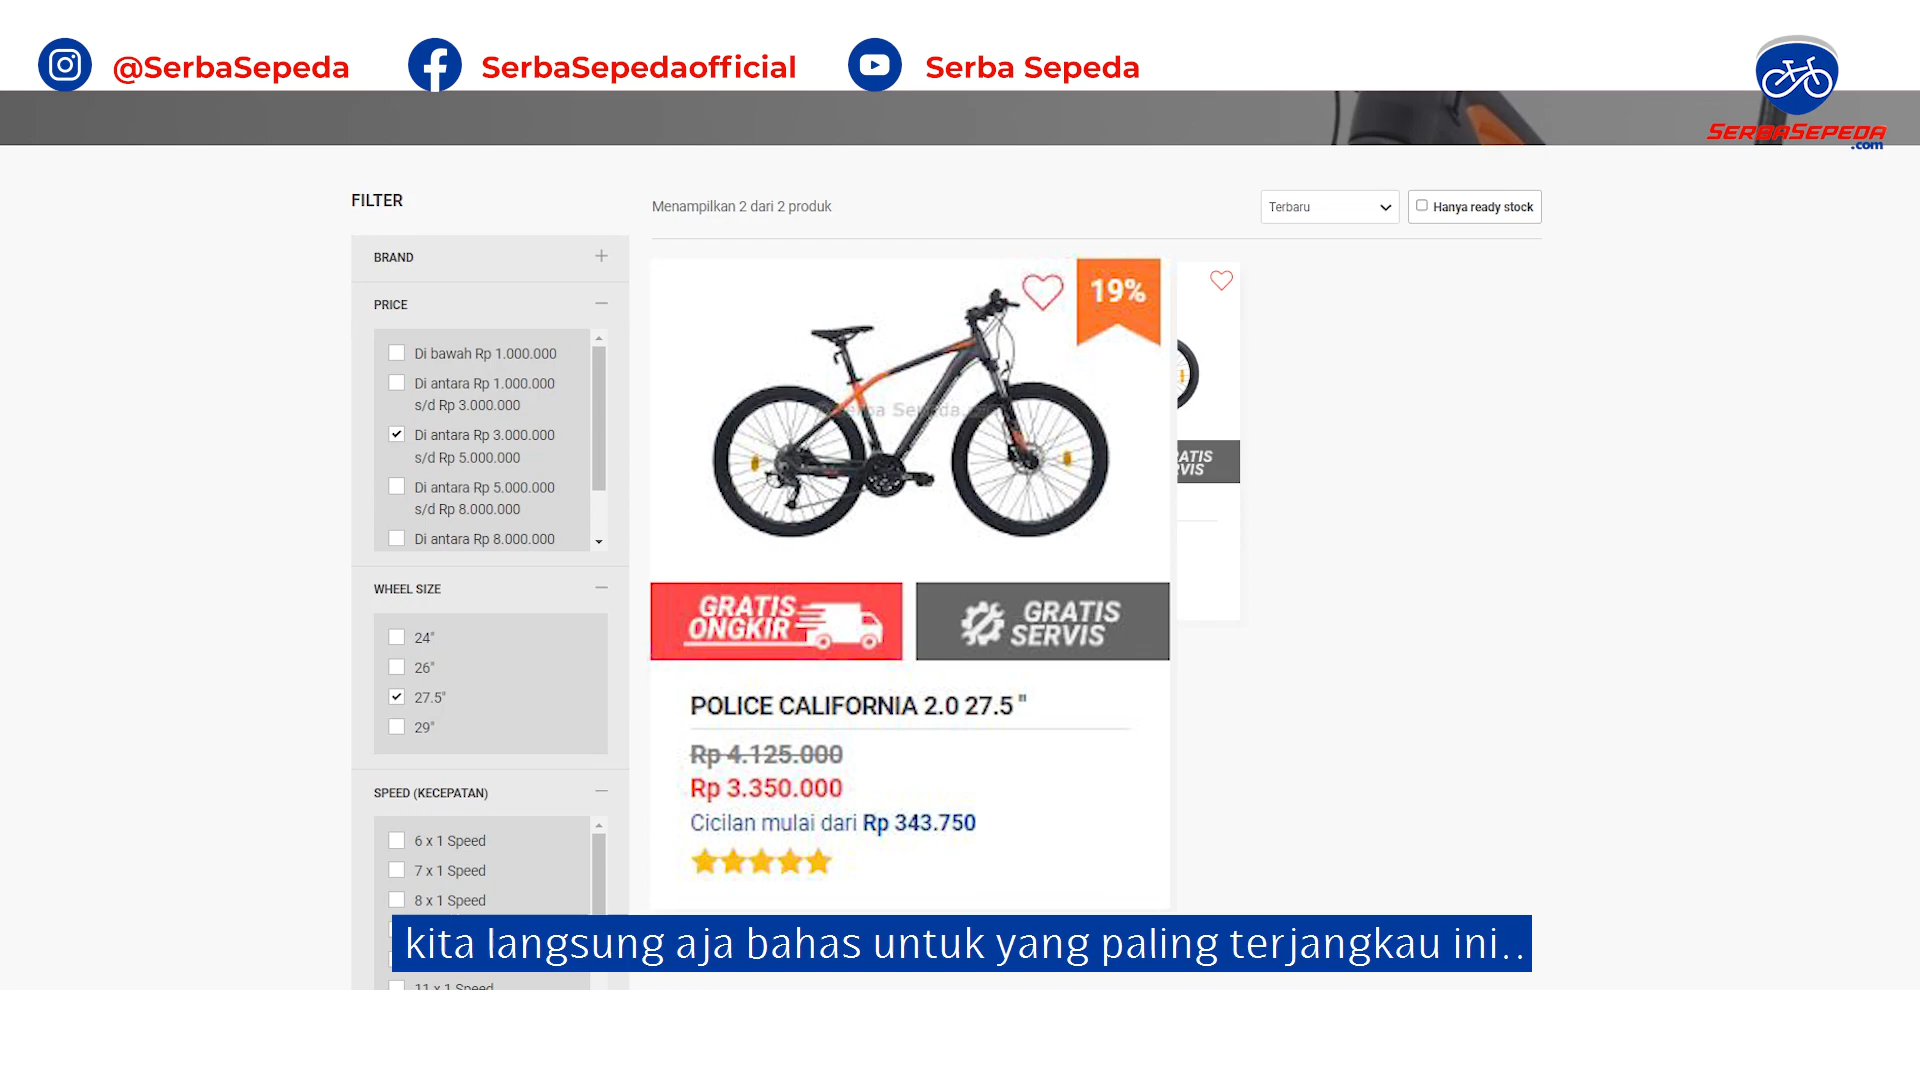 @SerbaSepeda
SerbaSepedaofficial
Serba Sepeda
SERBASEPEDA
.com
FILTER
Menampilkan 2 dari 2 produk
Terbaru
Hanya ready stock
BRAND
PRICE
Di bawah Rp 1.000.000
Di antara Rp 1.000.000
s/d Rp 3.000.000
Di antara Rp 3.000.000
s/d Rp 5.000.000
Di antara Rp 5.000.000
s/d Rp 8.000.000
Di antara Rp 8.000.000
WHEEL SIZE
24"
26"
27.5"
29"
SPEED (KECEPATAN)
6 x 1 Speed
7 x 1 Speed
8 x 1 Speed
11 x 1 Speed
19%
Serba Sepeda.com
GRATIS
ONGKIR
GRATIS
SERVIS
POLICE CALIFORNIA 2.0 27.5 "
Rp 4.125.000
Rp 3.350.000
Cicilan mulai dari Rp 343.750
ATIS
VIS
kita langsung aja bahas untuk yang paling terjangkau ini..